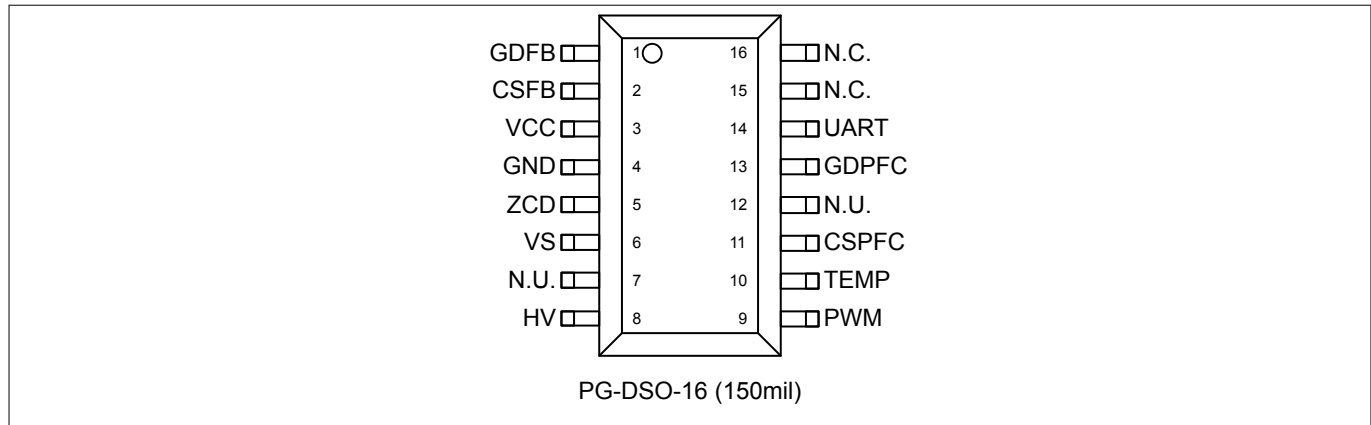 GDFB 1 16 N.C.
CSFB 2 15 N.C.
VCC 3 14 UART
GND 4 13 GDPFC
ZCD 5 12 N.U.
VS 6 11 CSPFC
N.U. 7 10 TEMP
HV 8 9 PWM
PG-DSO-16 (150mil)